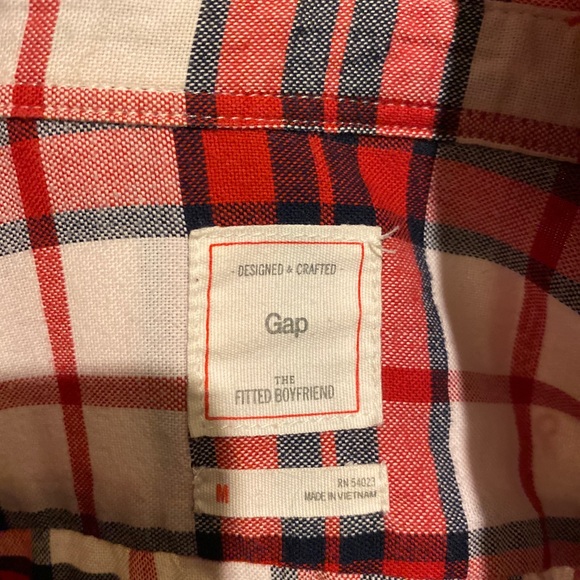 - DESIGNED & CRAFTED -
Gap
THE
FITTED BOYFRIEND
M
RN 54023
MADE IN VIETNAM